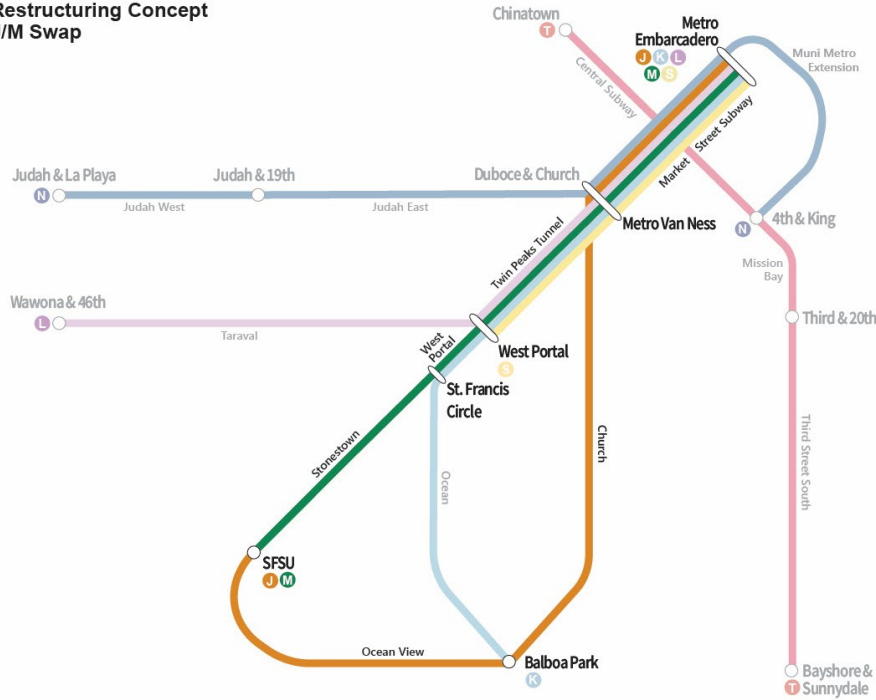 Restructuring Concept
J/M Swap
Chinatown
T
Central Subway
Metro
Embarcadero
J K L
M S
Muni Metro
Extension
Market Street Subway
Judah & La Playa
N
Judah West
Judah & 19th
Judah East
Duboce & Church
Metro Van Ness
4th & King
N
Mission
Bay
Twin Peaks Tunnel
Wawona & 46th
L
Taraval
Third & 20th
West
Portal
West Portal
S
St. Francis
Circle
Stonestown
Ocean
Church
Third Street South
SFSU
J M
Ocean View
Balboa Park
K
Bayshore &
T Sunnydale